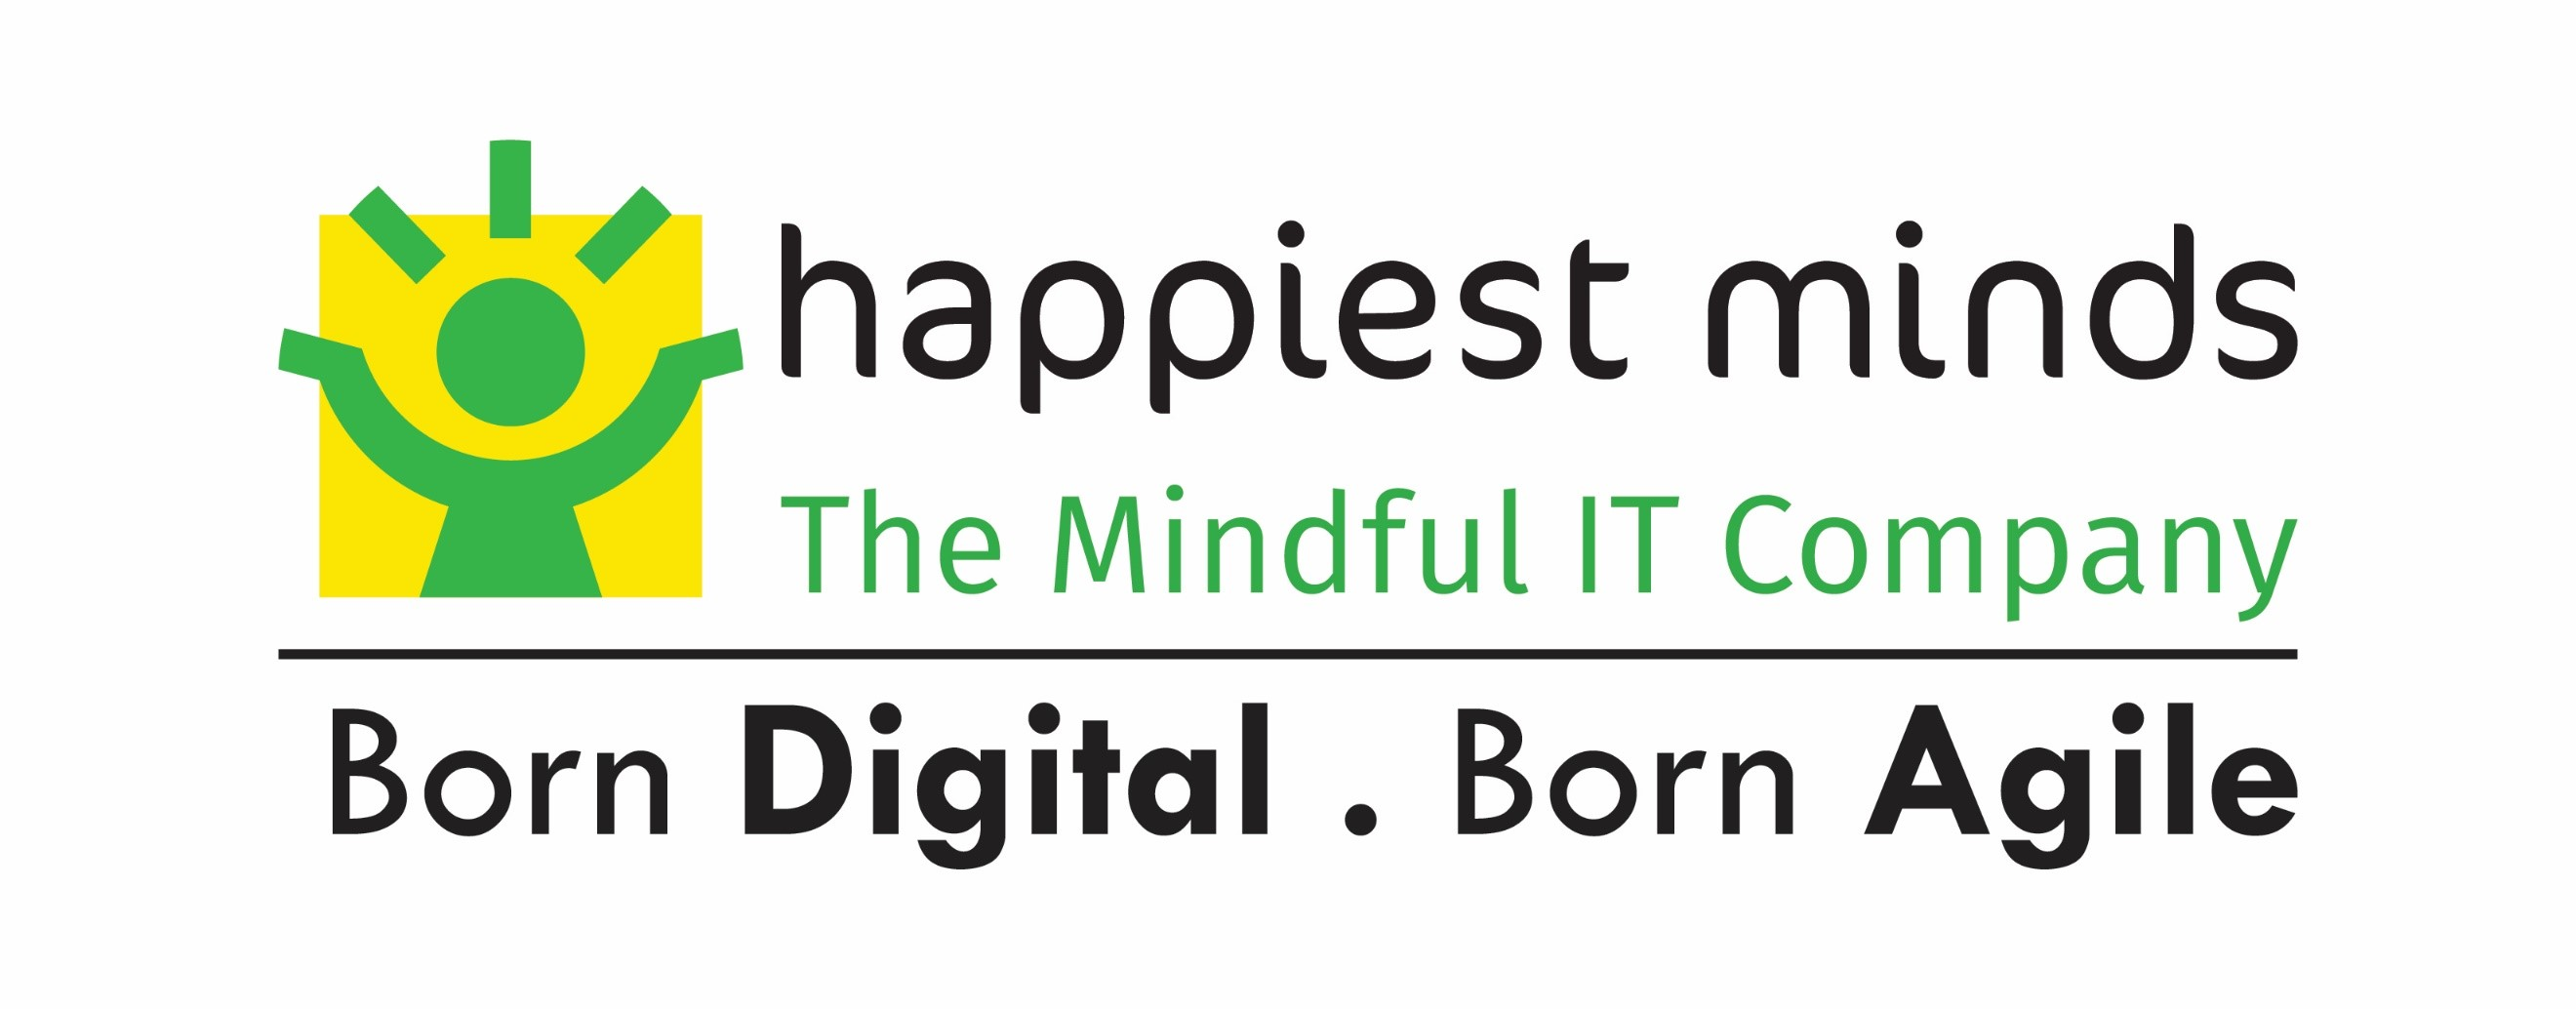 happiest minds
The Mindful IT Company
Born Digital . Born Agile